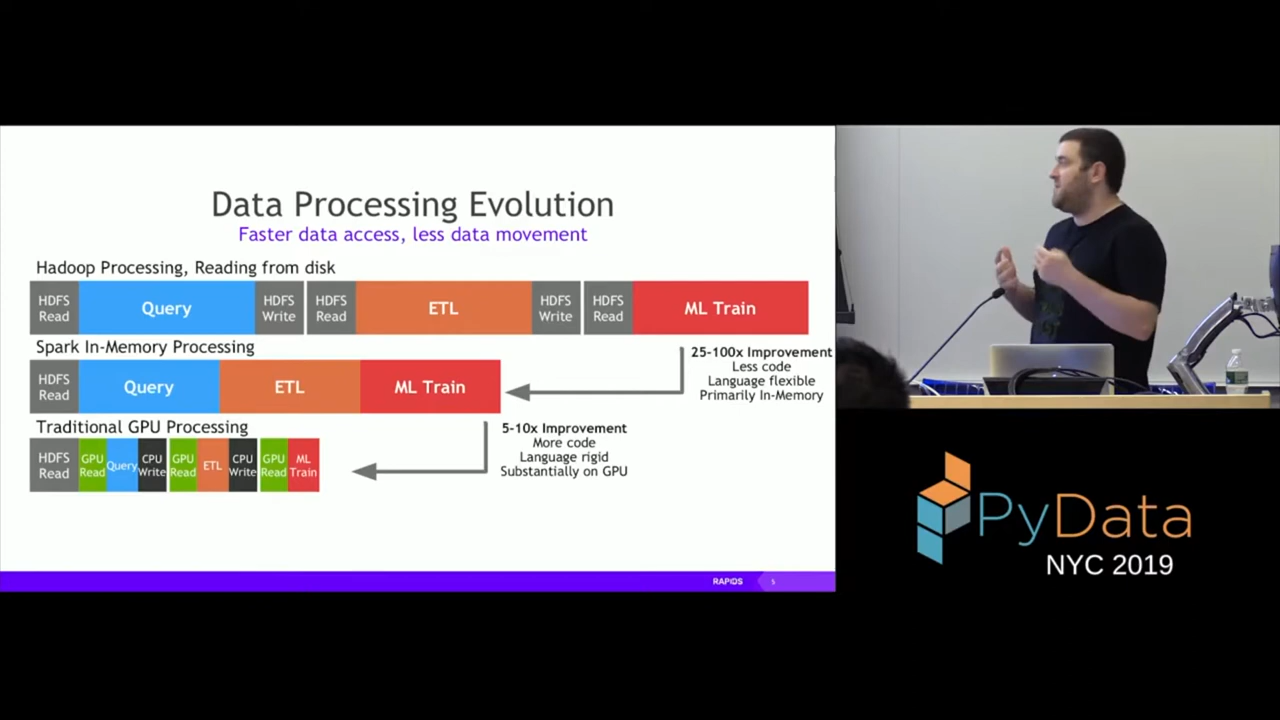 Data Processing Evolution
Faster data access, less data movement
Hadoop Processing, Reading from disk
HDFS Read
Query
HDFS Write
HDFS Read
ETL
HDFS Write
HDFS Read
ML Train
Spark In-Memory Processing
HDFS Read
Query
ETL
ML Train
25-100x Improvement
Less code
Language flexible
Primarily In-Memory
Traditional GPU Processing
HDFS Read
GPU Read
Query
CPU Write
GPU Read
ETL
CPU Write
GPU Read
ML Train
5-10x Improvement
More code
Language rigid
Substantially on GPU
RAPIDS
5
PyData
NYC 2019